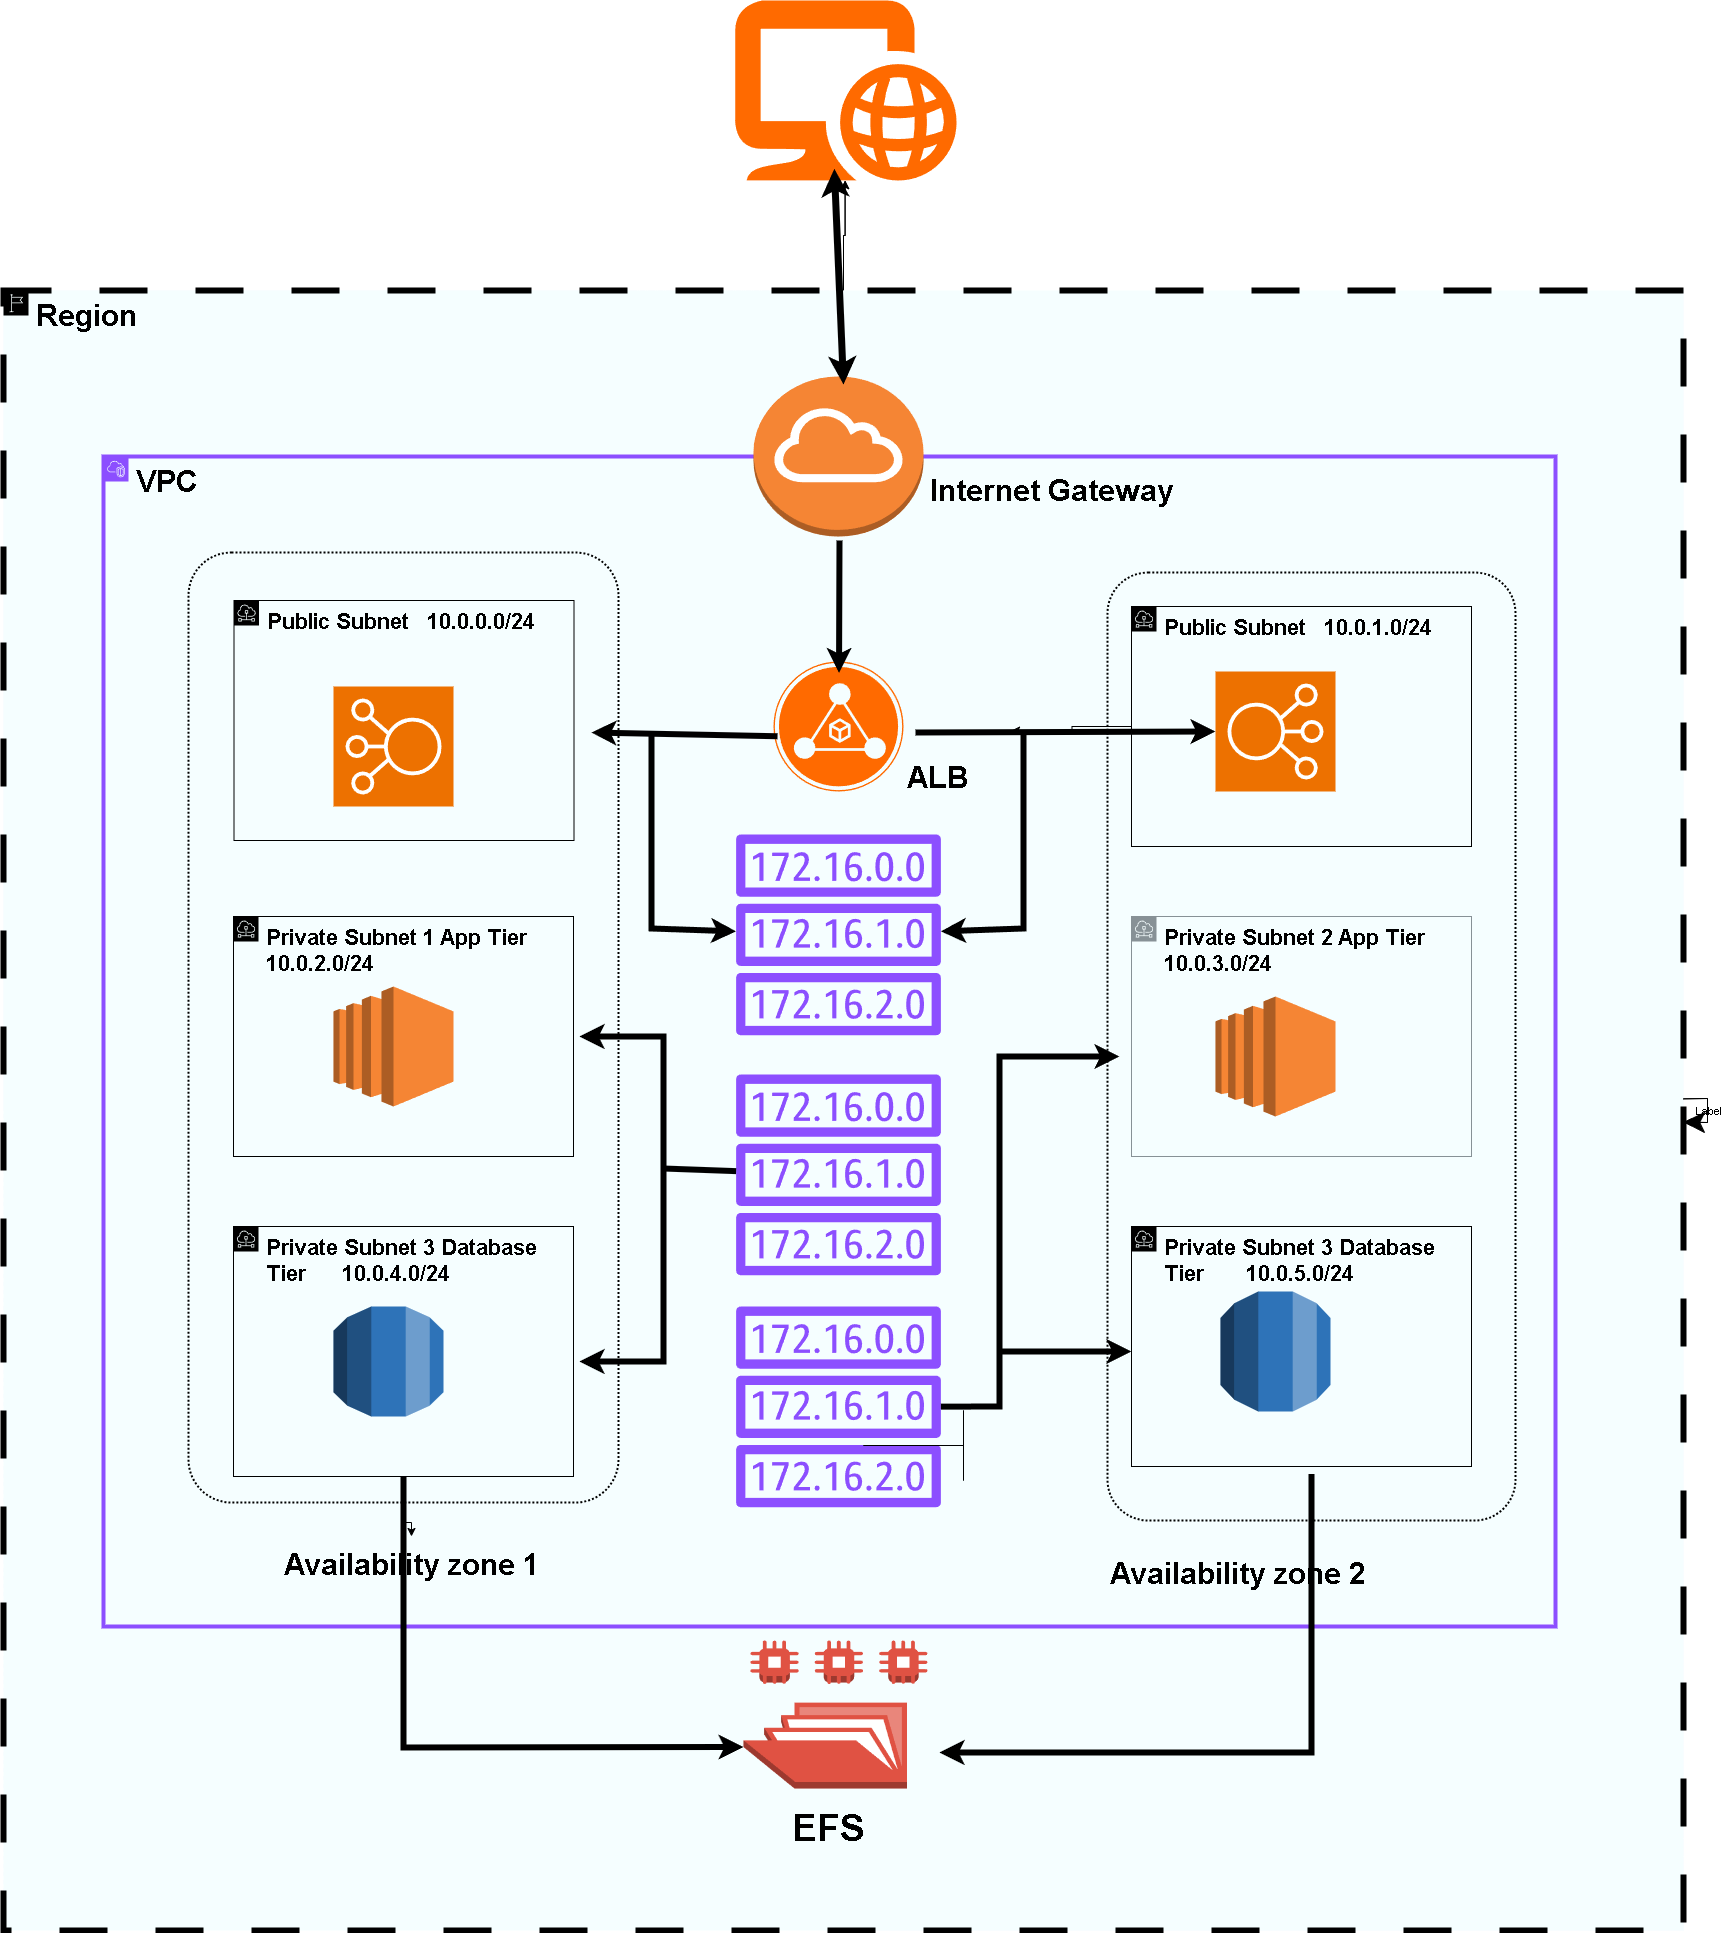 Region
VPC
Internet Gateway
Public Subnet 10.0.0.0/24
Public Subnet 10.0.1.0/24
ALB
172.16.0.0
172.16.1.0
172.16.2.0
Private Subnet 1 App Tier
10.0.2.0/24
Private Subnet 2 App Tier
10.0.3.0/24
172.16.0.0
172.16.1.0
172.16.2.0
Label
Private Subnet 3 Database
Tier 10.0.4.0/24
Private Subnet 3 Database
Tier 10.0.5.0/24
172.16.0.0
172.16.1.0
172.16.2.0
Availability zone 1
Availability zone 2
EFS